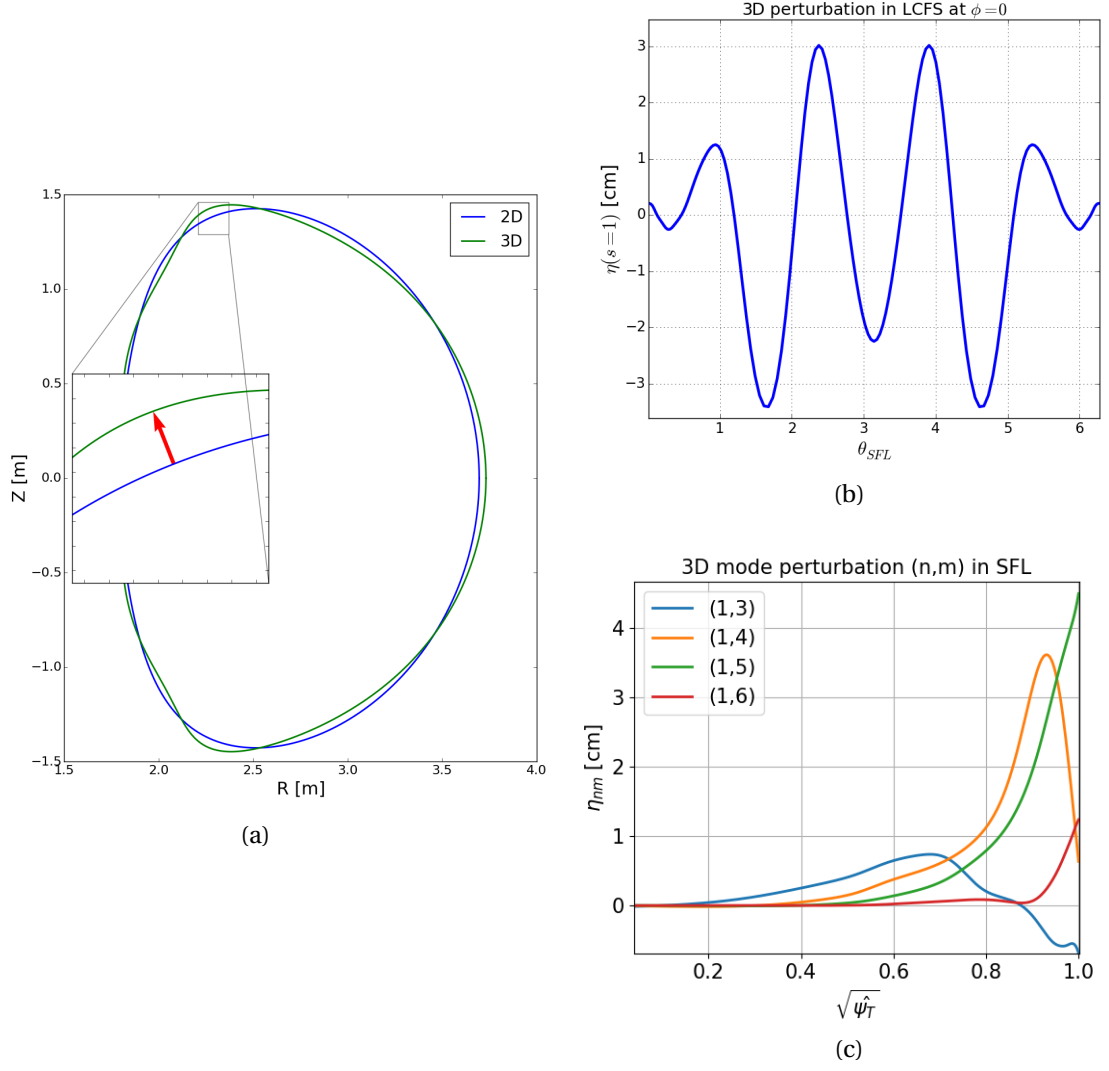 1.5
1.0
0.5
0.0
−0.5
−1.0
−1.5
1.5 2.0 2.5 3.0 3.5 4.0
Z [m]
R [m]
2D
3D
(a)
3D perturbation in LCFS at ϕ=0
3
2
1
0
−1
−2
−3
1 2 3 4 5 6
η(s=1) [cm]
θ_{SFL}
(b)
3D mode perturbation (n,m) in SFL
(1,3)
(1,4)
(1,5)
(1,6)
4
3
2
1
0
0.2 0.4 0.6 0.8 1.0
η_{nm} [cm]
√ψ̂_T
(c)